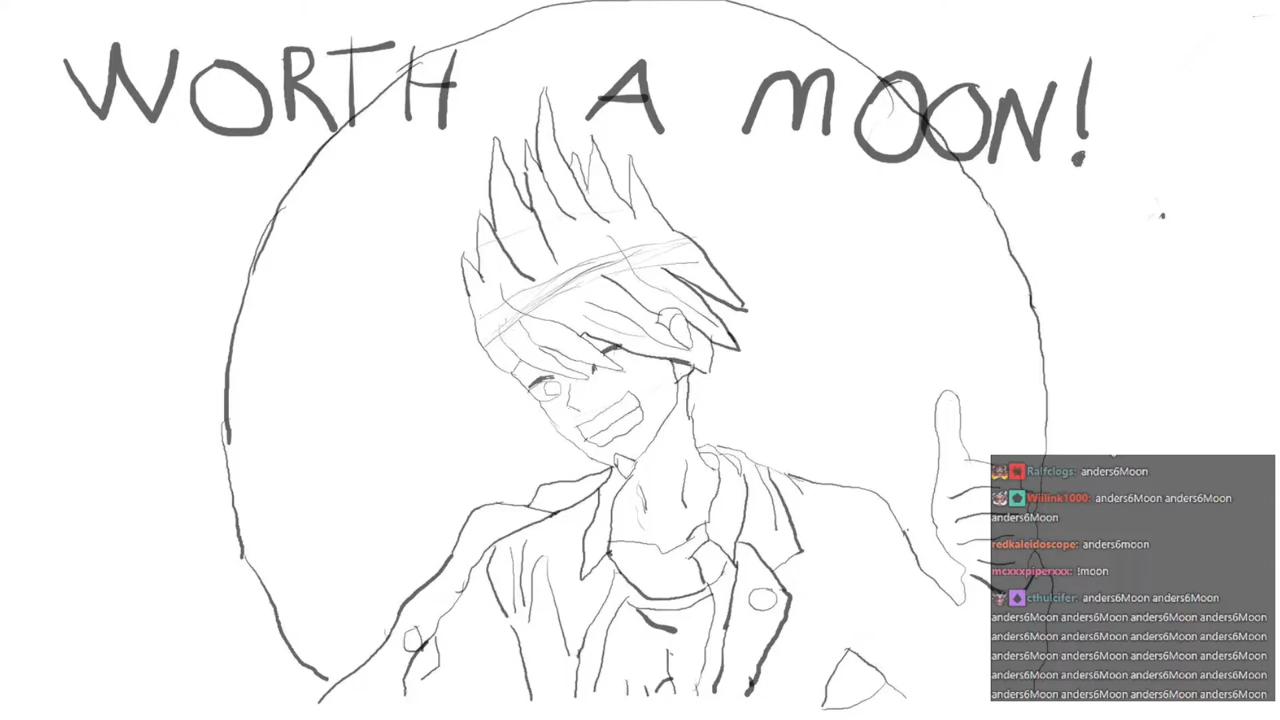 WORTH A MOON!
Ralfclogs: anders6Moon
Wiilink1000: anders6Moon anders6Moon
anders6Moon
redkaleidoscope: anders6moon
mcxxxpiperxxx: !moon
cthulcifer: anders6Moon anders6Moon
anders6Moon anders6Moon anders6Moon anders6Moon
anders6Moon anders6Moon anders6Moon anders6Moon
anders6Moon anders6Moon anders6Moon anders6Moon
anders6Moon anders6Moon anders6Moon anders6Moon
anders6Moon anders6Moon anders6Moon anders6Moon